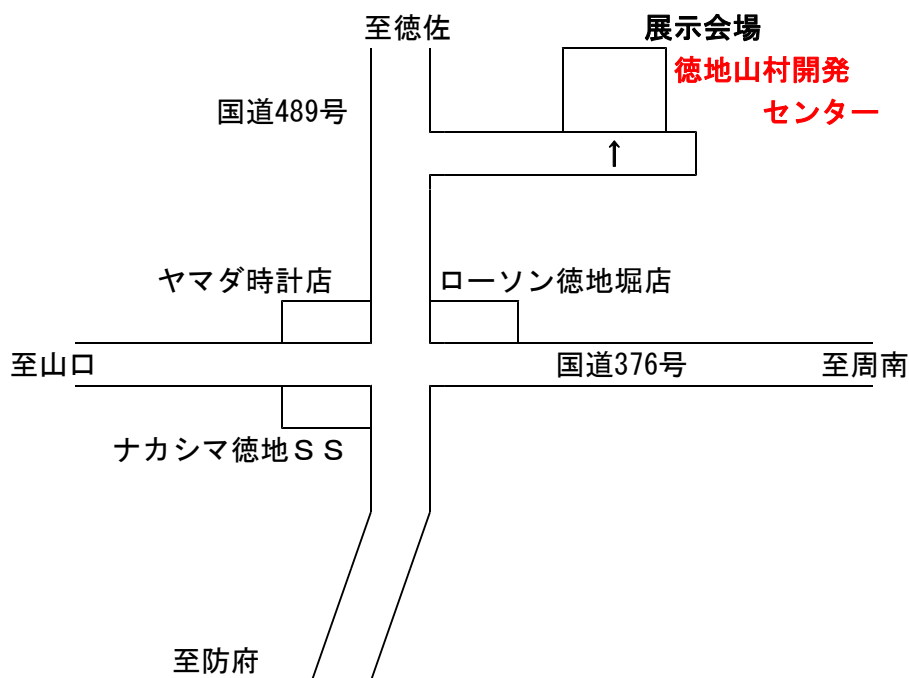 至徳佐
展示会場
徳地山村開発
センター
国道489号
↑
ヤマダ時計店
ローソン徳地堀店
至山口
国道376号
至周南
ナカシマ徳地ＳＳ
至防府